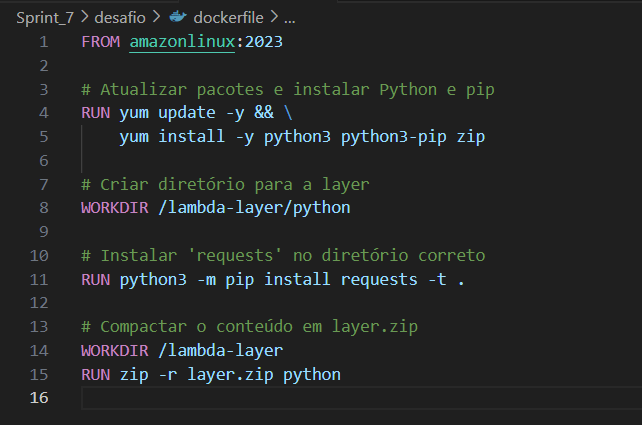 Sprint_7 > desafio > dockerfile > ...
1 FROM amazonlinux:2023
2
3 # Atualizar pacotes e instalar Python e pip
4 RUN yum update -y && \
5 yum install -y python3 python3-pip zip
6
7 # Criar diretório para a layer
8 WORKDIR /lambda-layer/python
9
10 # Instalar 'requests' no diretório correto
11 RUN python3 -m pip install requests -t .
12
13 # Compactar o conteúdo em layer.zip
14 WORKDIR /lambda-layer
15 RUN zip -r layer.zip python
16